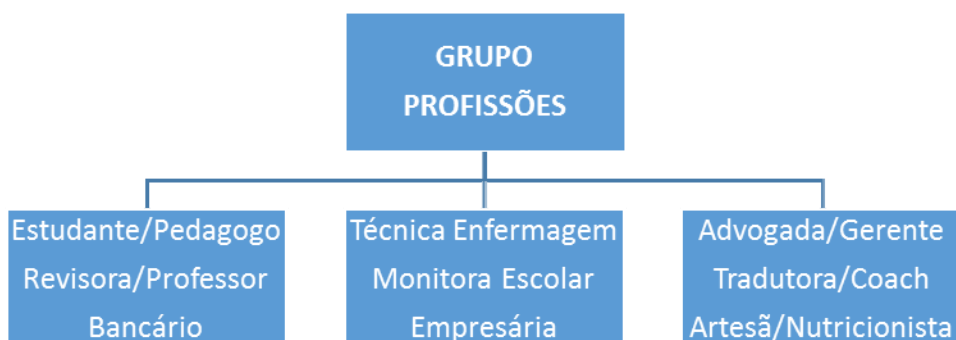 GRUPO
PROFISSÕES
Estudante/Pedagogo
Revisora/Professor
Bancário
Técnica Enfermagem
Monitora Escolar
Empresária
Advogada/Gerente
Tradutora/Coach
Artesã/Nutricionista